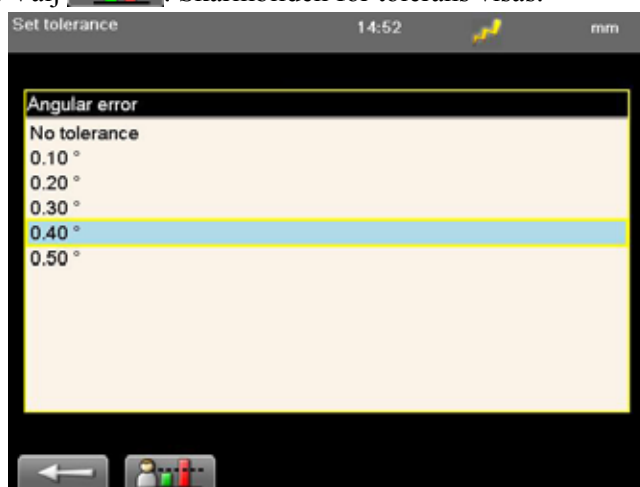 Välj . Skärmbilden för tolerans visas.
Set tolerance 14:52 mm
Angular error
No tolerance
0.10 °
0.20 °
0.30 °
0.40 °
0.50 °